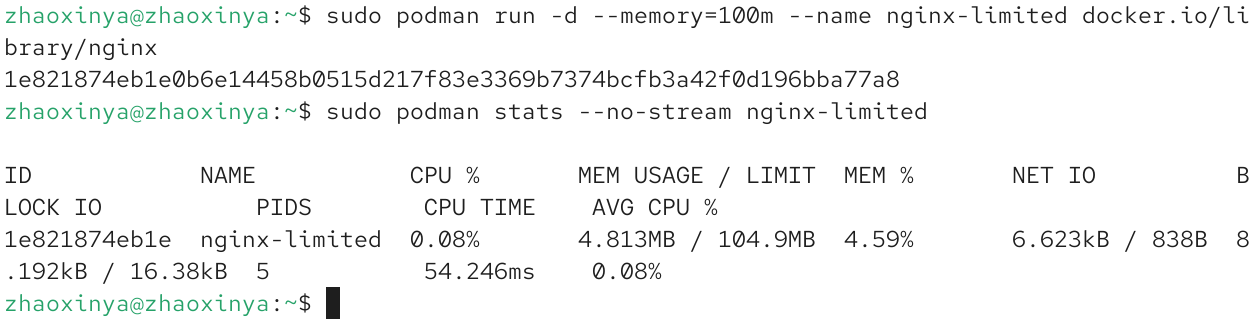 zhaoxinya@zhaoxinya:~$ sudo podman run -d --memory=100m --name nginx-limited docker.io/li
brary/nginx
1e821874eb1e0b6e14458b0515d217f83e3369b7374bcfb3a42f0d196bba77a8
zhaoxinya@zhaoxinya:~$ sudo podman stats --no-stream nginx-limited
ID            NAME           CPU %       MEM USAGE / LIMIT  MEM %       NET IO          B
LOCK IO           PIDS        CPU TIME    AVG CPU %
1e821874eb1e  nginx-limited  0.08%       4.813MB / 104.9MB  4.59%       6.623kB / 838B  8
.192kB / 16.38kB  5           54.246ms    0.08%
zhaoxinya@zhaoxinya:~$